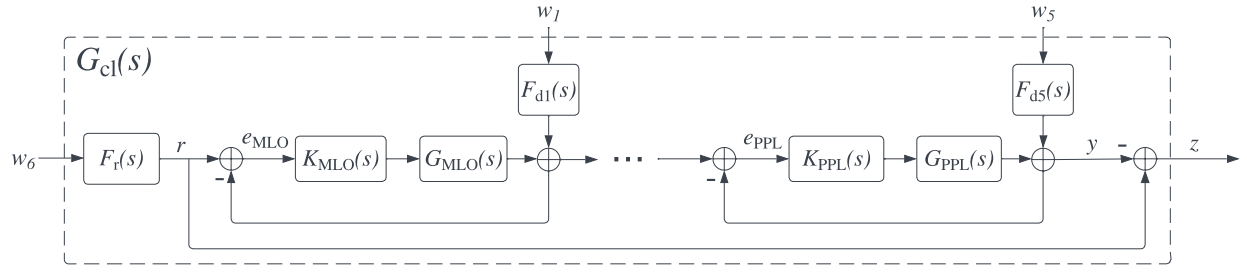 w1 w5
Gcl(s)
Fd1(s) Fd5(s)
w6 Fr(s) r eMLO KMLO(s) GMLO(s) ... ePPL KPPL(s) GPPL(s) y - z
- -